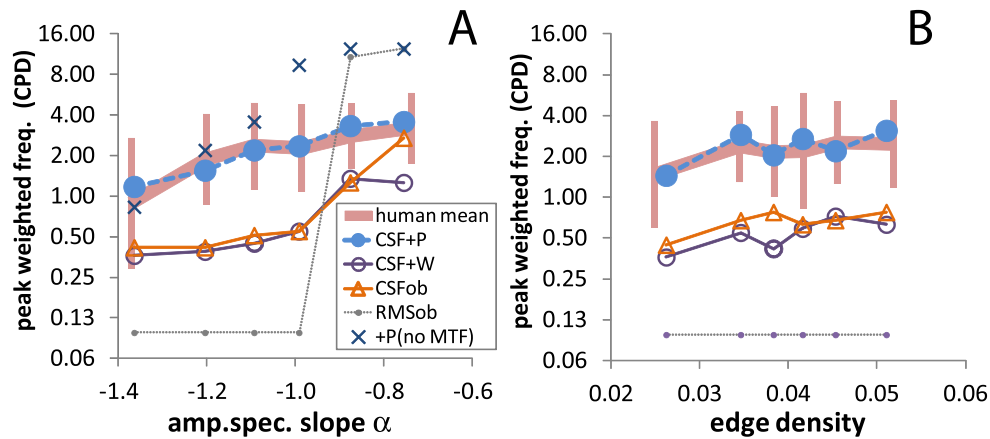 A
peak weighted freq. (CPD)
16.00
8.00
4.00
2.00
1.00
0.50
0.25
0.13
0.06
-1.4
-1.2
-1.0
-0.8
-0.6
amp.spec. slope α
human mean
CSF+P
CSF+W
CSFob
RMSob
+P(no MTF)
B
peak weighted freq. (CPD)
16.00
8.00
4.00
2.00
1.00
0.50
0.25
0.13
0.06
0.02
0.03
0.04
0.05
0.06
edge density